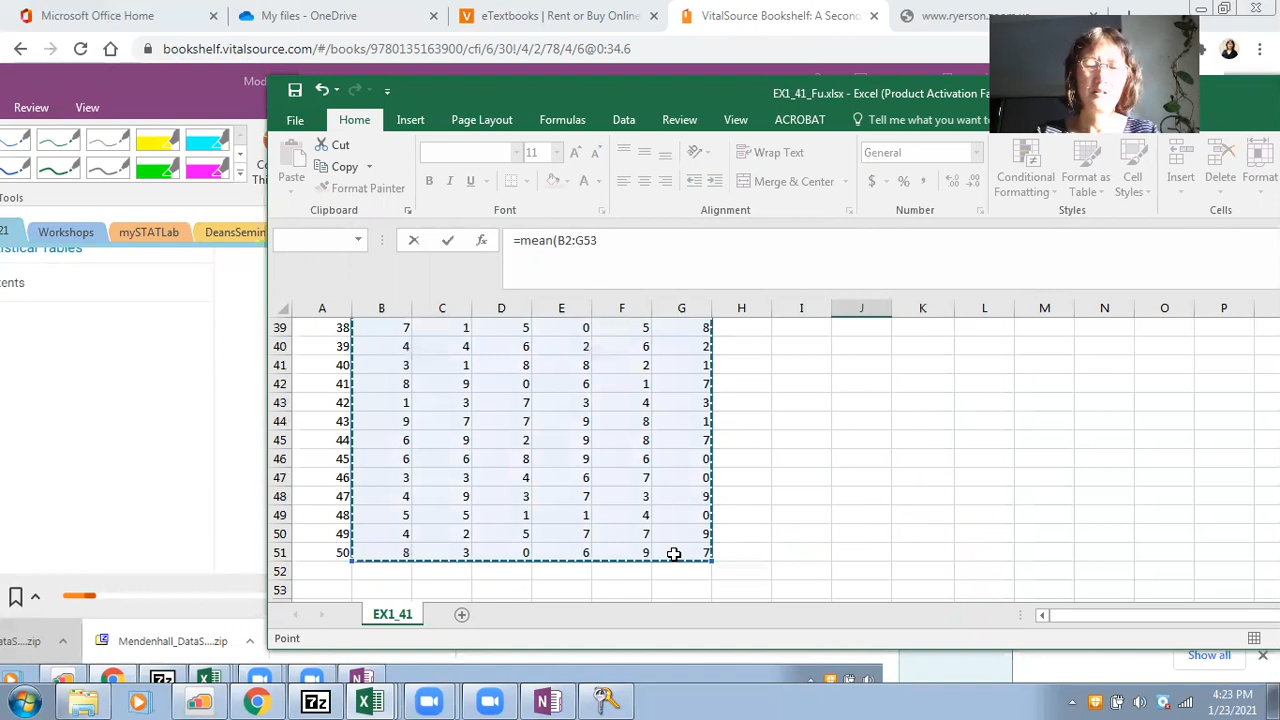 Microsoft Office Home
My files - OneDrive
eTextbooks | Rent or Buy Online
VitalSource Bookshelf: A Second
bookshelf.vitalsource.com/#/books/9780135163900/cfi/6/30!/4/2/78/4/6@0:34.6
EX1_41_Fu.xlsx - Excel (Product Activation Fa
Review View
File Home Insert Page Layout Formulas Data Review View ACROBAT Tell me what you want
Cut
Copy
Paste
Format Painter
11
Wrap Text
Merge & Center
General
Conditional Formatting
Format as Table
Cell Styles
Insert Delete Format
Clipboard Font Alignment Number Styles Cells
Tools
21 Workshops mySTATLab DeansSemin
istical Tables
tents
=mean(B2:G53
A B C D E F G H I J K L M N O P
39 38 7 1 5 0 5 8
40 39 4 4 6 2 6 2
41 40 3 1 8 8 2 1
42 41 8 9 0 6 1 7
43 42 1 3 7 3 4 3
44 43 9 7 7 9 8 1
45 44 6 9 2 9 8 7
46 45 6 6 8 9 6 0
47 46 3 3 4 6 7 0
48 47 4 9 3 7 3 9
49 48 5 5 1 1 4 0
50 49 4 2 5 7 7 9
51 50 8 3 0 6 9 7
52
53
EX1_41
Point
ataS....zip
Mendenhall_DataS....zip
Show all
4:23 PM
1/23/2021